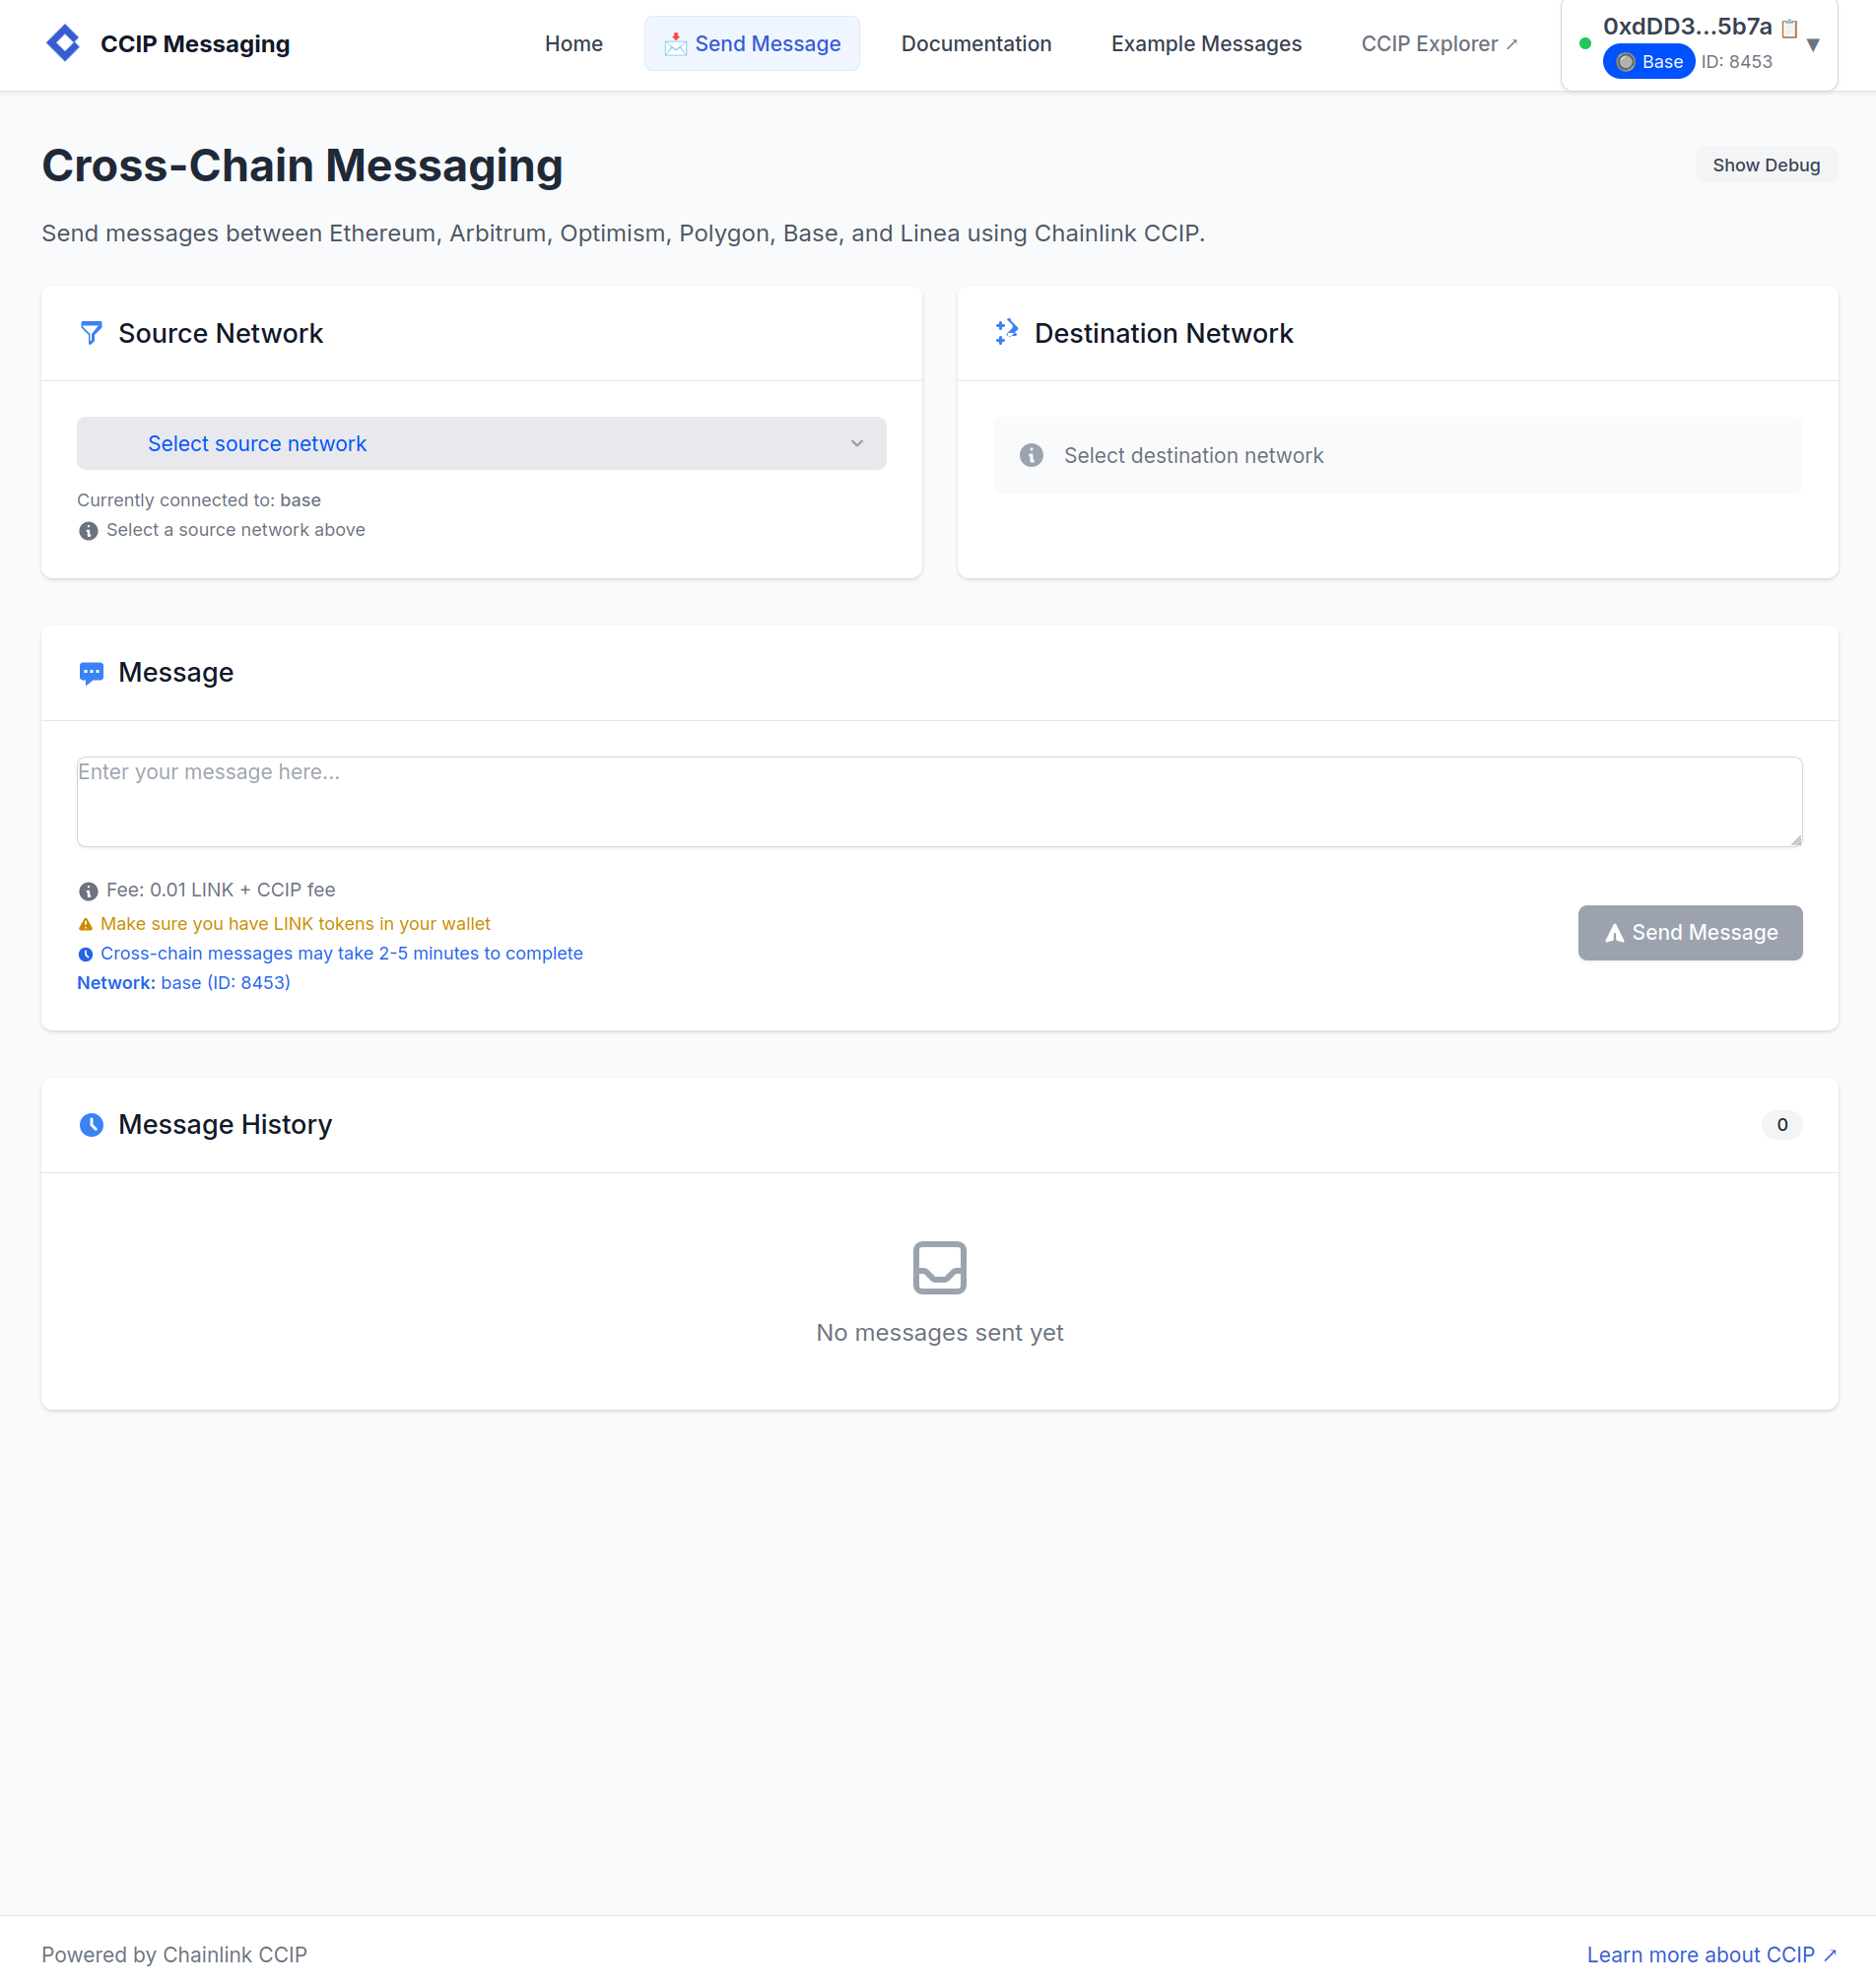 CCIP Messaging
Home
Send Message
Documentation
Example Messages
CCIP Explorer ↗
0xdDD3...5b7a
Base ID: 8453
Cross-Chain Messaging
Show Debug
Send messages between Ethereum, Arbitrum, Optimism, Polygon, Base, and Linea using Chainlink CCIP.
Source Network
Select source network
Currently connected to: base
Select a source network above
Destination Network
Select destination network
Message
Enter your message here...
Fee: 0.01 LINK + CCIP fee
Make sure you have LINK tokens in your wallet
Cross-chain messages may take 2-5 minutes to complete
Network: base (ID: 8453)
Send Message
Message History
0
No messages sent yet
Powered by Chainlink CCIP
Learn more about CCIP ↗